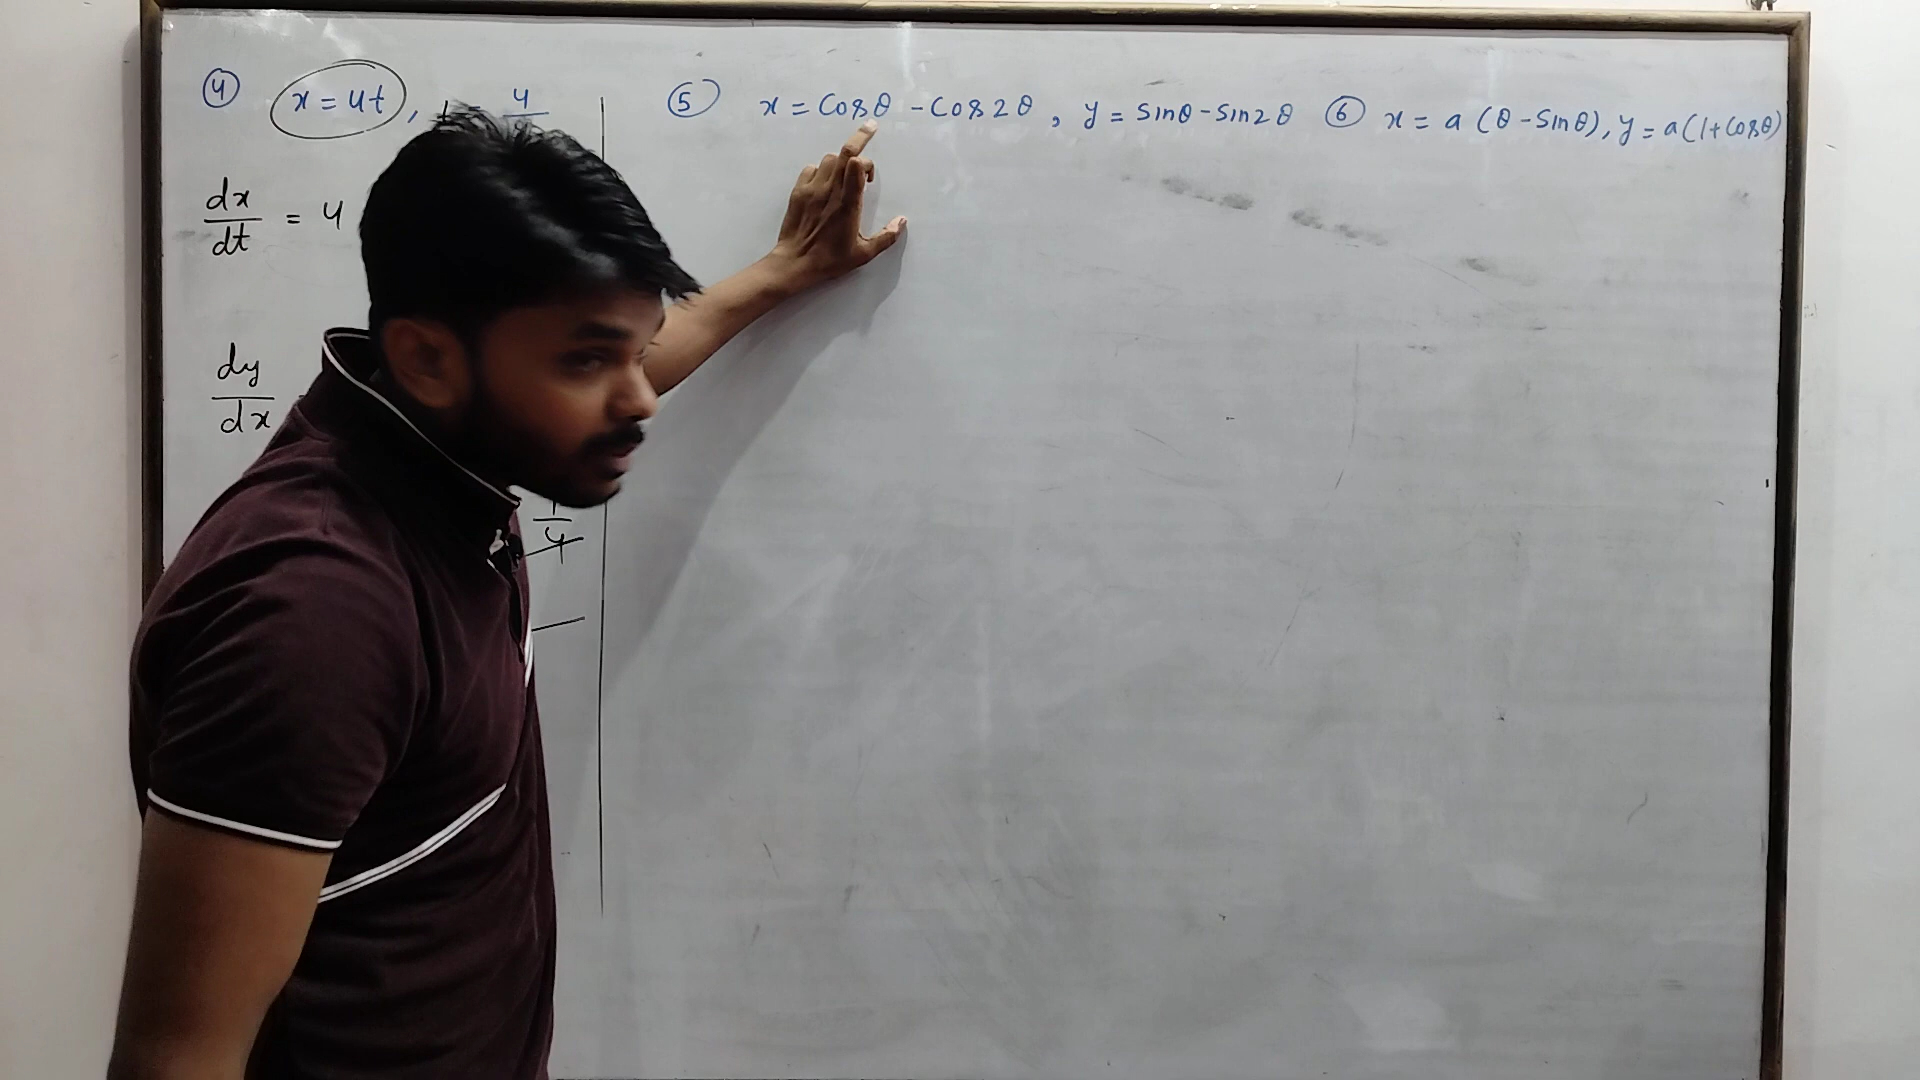 ④ x = 4t,
dx/dt = 4
dy/dx
⑤ x = Cosθ - Cos2θ, y = Sinθ - Sin2θ
⑥ x = a (θ - Sinθ), y = a(1 + Cosθ)